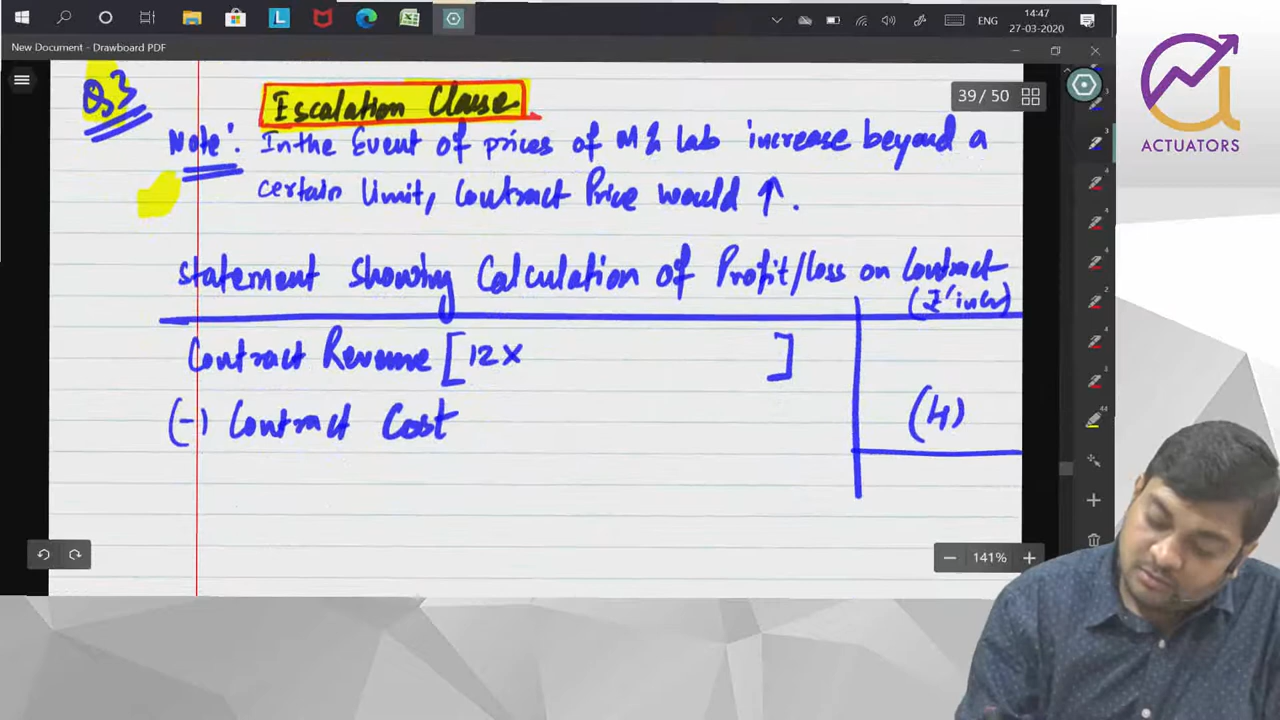 14:47
ENG
27-03-2020
New Document - Drawboard PDF
39 / 50
Q3
Escalation Clause
Note: In the Event of prices of M & Lab increase beyond a
certain limit, Contract Price would ↑.
Statement showing Calculation of Profit/loss on Contract
(₹ in Cr)
Contract Revenue [12 X ]
(-) Contract Cost (4)
141%
ACTUATORS